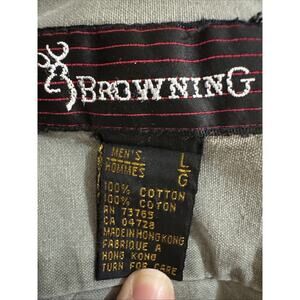 BROWNING
MEN'S
HOMMES
L
G
100% COTTON
100% COTON
RN 73765
CA 04728
MADE IN HONG KONG
FABRIQUE A
HONG KONG
TURN FOR CARE